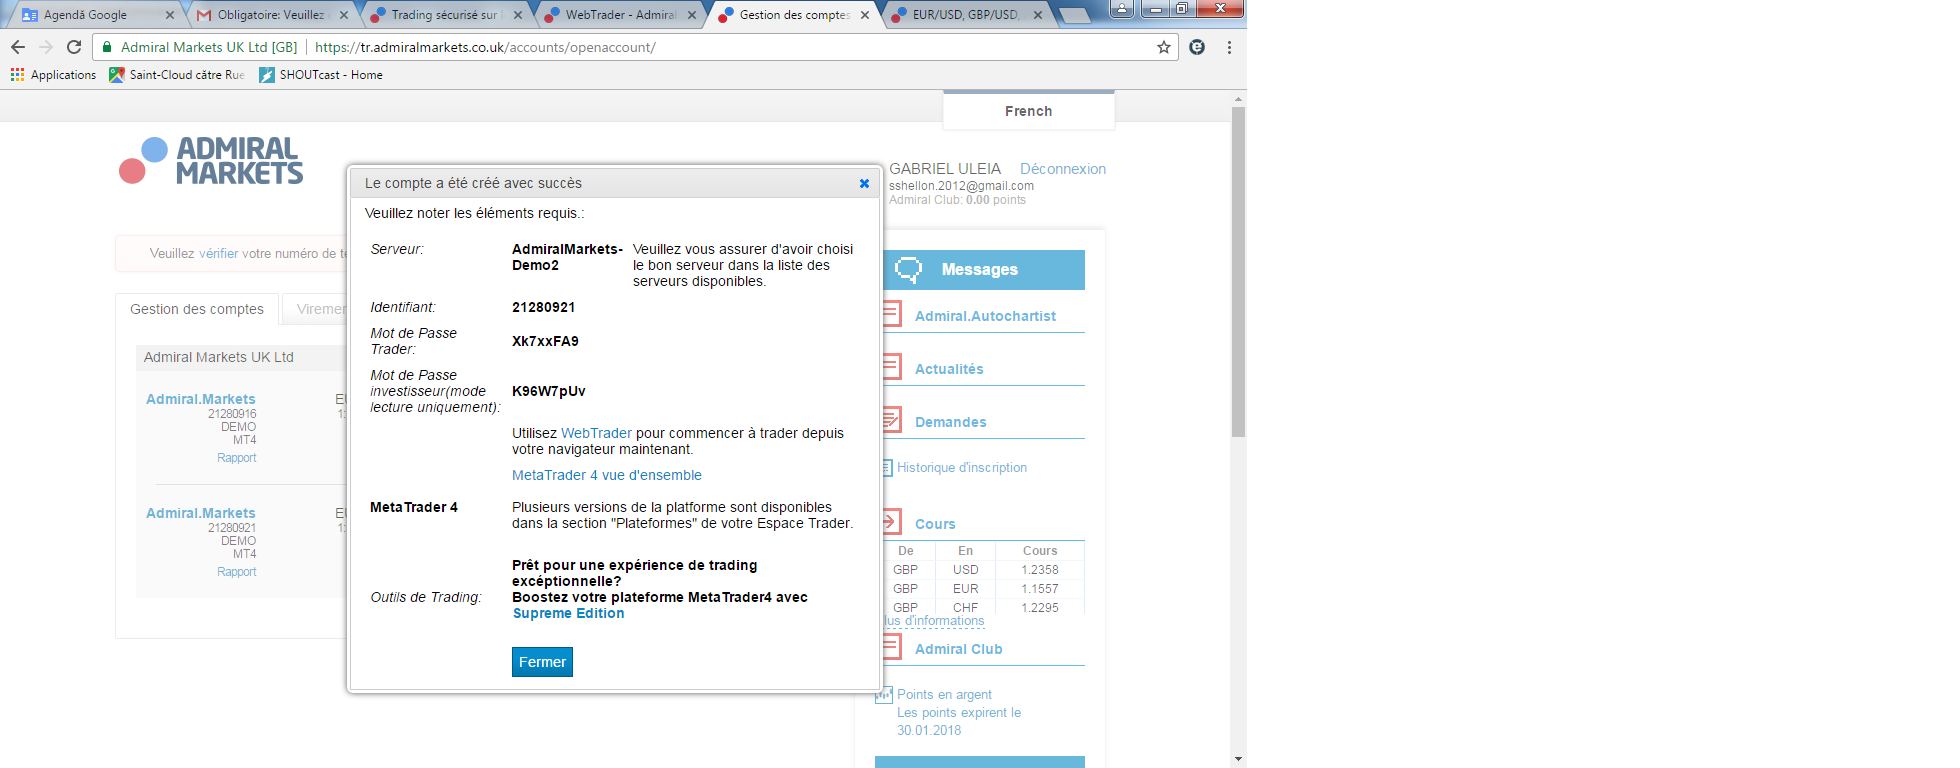 Agendă Google
Obligatoire: Veuillez
Trading sécurisé sur
WebTrader - Admiral
Gestion des comptes
EUR/USD, GBP/USD,
Admiral Markets UK Ltd [GB]
https://tr.admiralmarkets.co.uk/accounts/openaccount/
Applications
Saint-Cloud către Rue
SHOUTcast - Home
French
ADMIRAL
MARKETS
GABRIEL ULEIA
Déconnexion
sshellon.2012@gmail.com
Admiral Club: 0.00 points
Veuillez vérifier votre numéro de té
Gestion des comptes
Viremen
Admiral Markets UK Ltd
Admiral.Markets
21280916
DEMO
MT4
Rapport
Admiral.Markets
21280921
DEMO
MT4
Rapport
Le compte a été créé avec succès
Veuillez noter les éléments requis.:
Serveur:
AdmiralMarkets-
Demo2
Veuillez vous assurer d'avoir choisi
le bon serveur dans la liste des
serveurs disponibles.
Identifiant:
21280921
Mot de Passe
Trader:
Xk7xxFA9
Mot de Passe
investisseur(mode
lecture uniquement):
K96W7pUv
Utilisez WebTrader pour commencer à trader depuis
votre navigateur maintenant.
MetaTrader 4 vue d'ensemble
MetaTrader 4
Plusieurs versions de la platforme sont disponibles
dans la section "Plateformes" de votre Espace Trader.
Outils de Trading:
Prêt pour une expérience de trading
excéptionnelle?
Boostez votre plateforme MetaTrader4 avec
Supreme Edition
Fermer
Messages
Admiral.Autochartist
Actualités
Demandes
Historique d'inscription
Cours
De En Cours
GBP USD 1.2358
GBP EUR 1.1557
GBP CHF 1.2295
lus d'informations
Admiral Club
Points en argent
Les points expirent le
30.01.2018